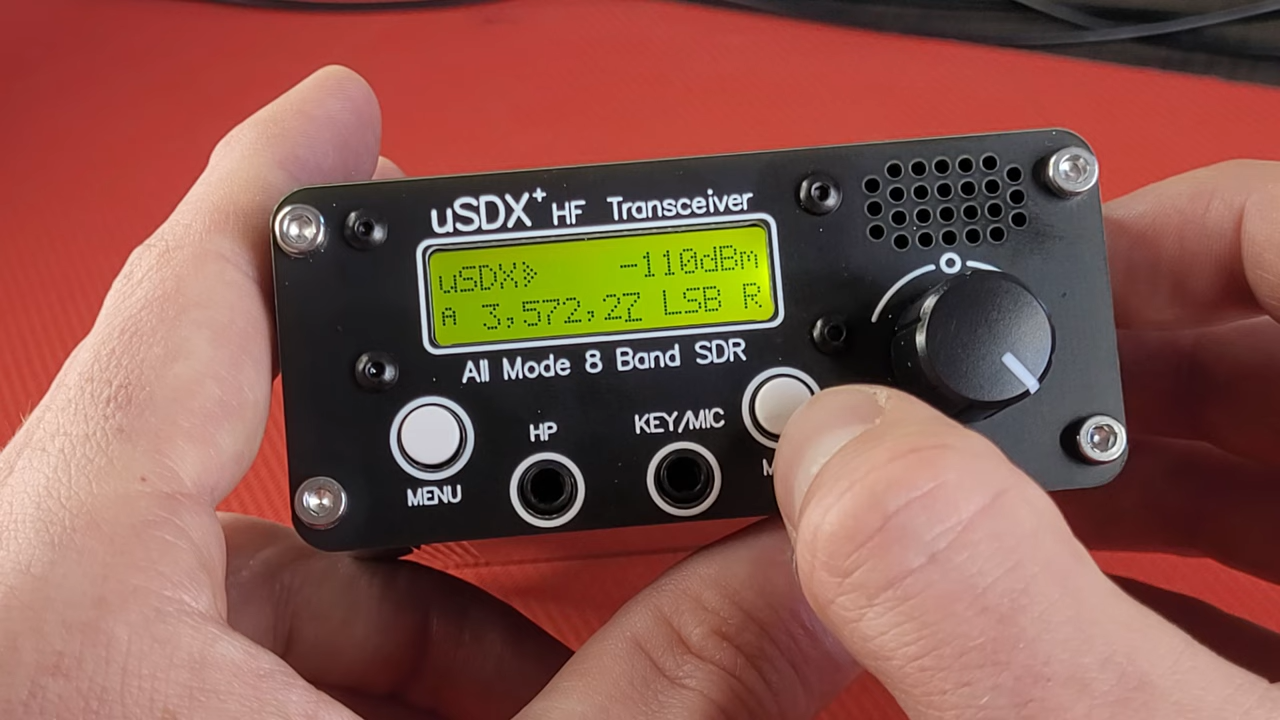 uSDX+ HF Transceiver
uSDX» -110dBm
A 3,572,27 LSB R
All Mode 8 Band SDR
MENU
HP
KEY/MIC